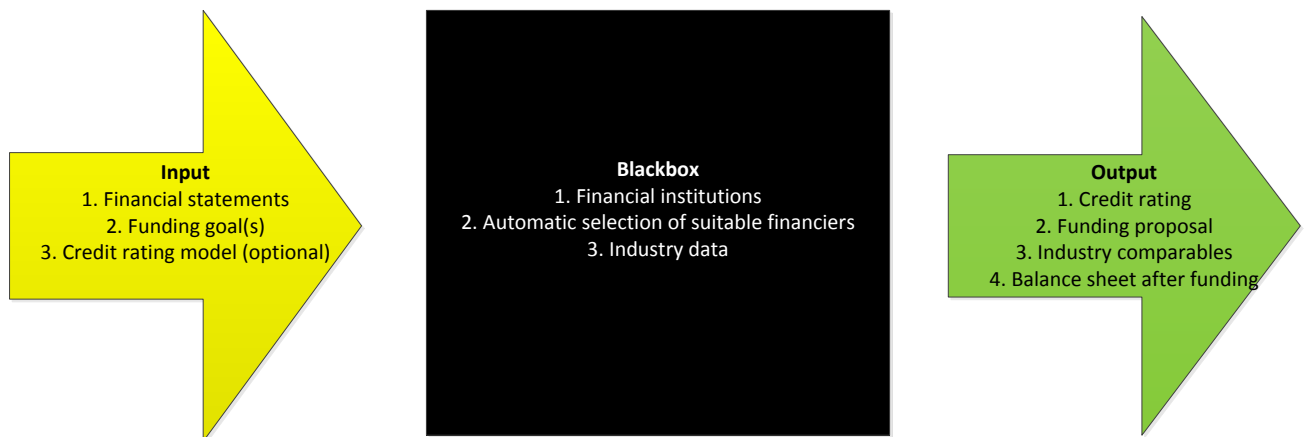 Input
1. Financial statements
2. Funding goal(s)
3. Credit rating model (optional)
Blackbox
1. Financial institutions
2. Automatic selection of suitable financiers
3. Industry data
Output
1. Credit rating
2. Funding proposal
3. Industry comparables
4. Balance sheet after funding